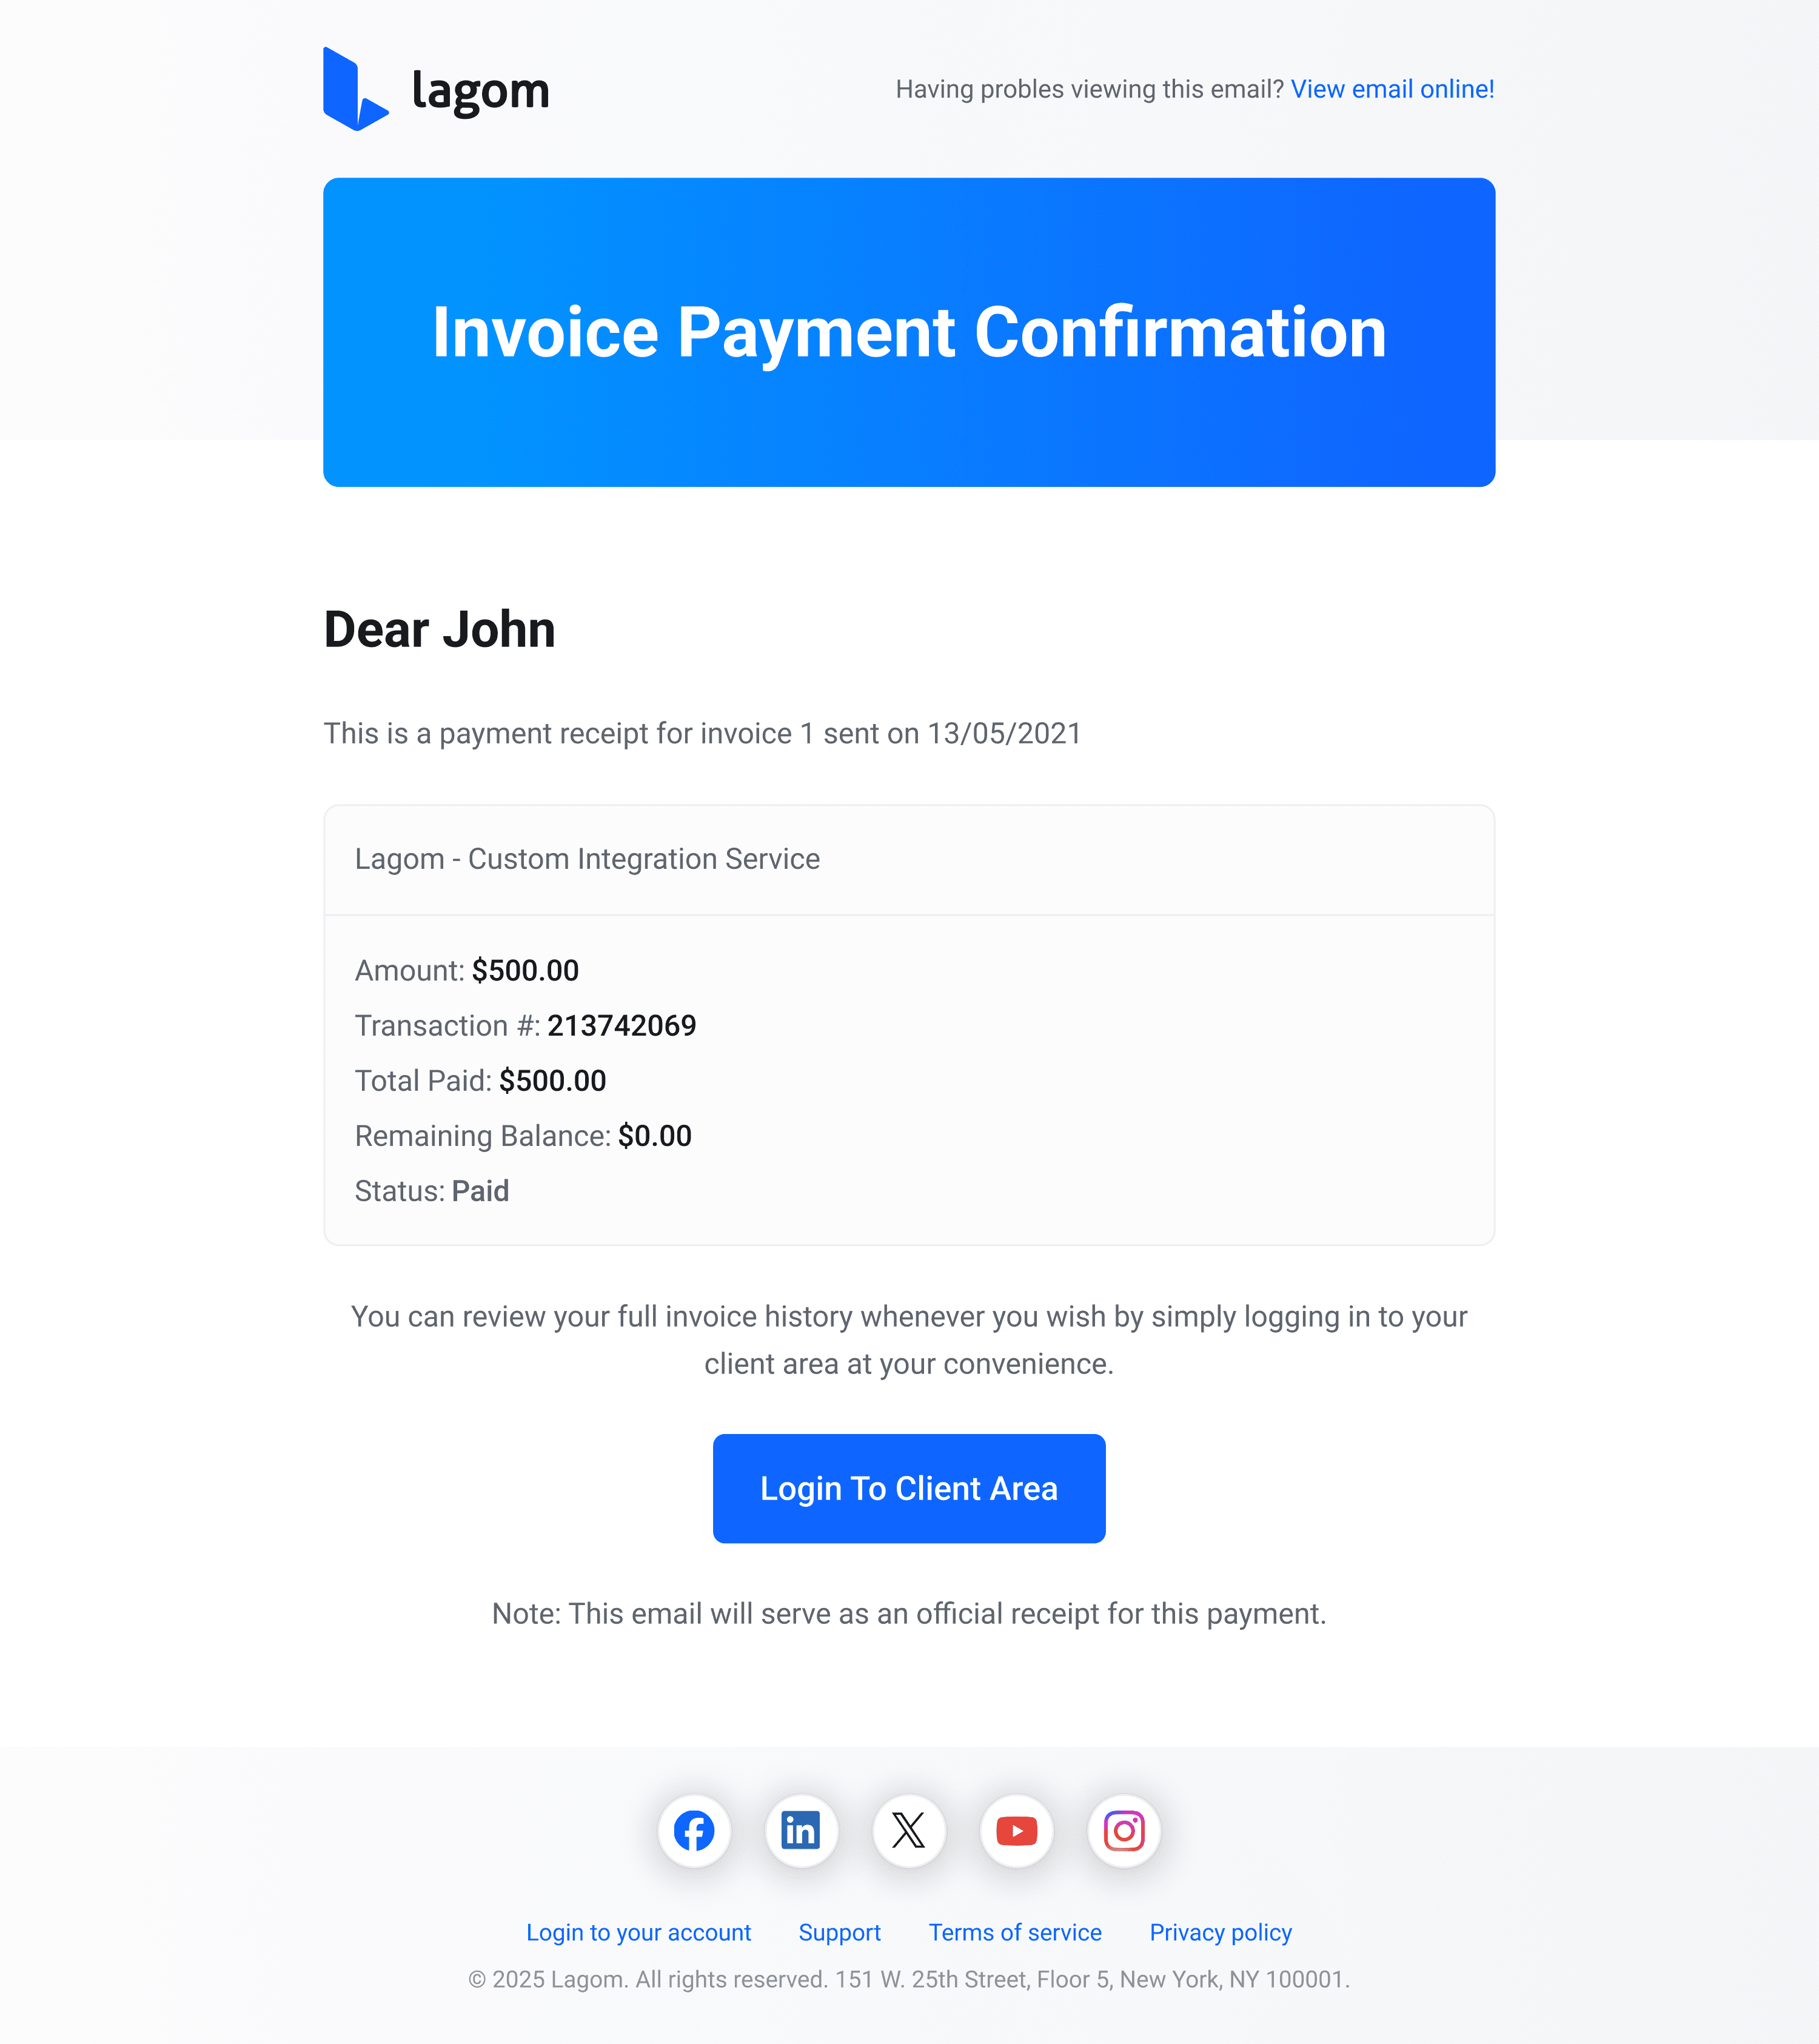 lagom
Having probles viewing this email? View email online!
Invoice Payment Confirmation
Dear John
This is a payment receipt for invoice 1 sent on 13/05/2021
Lagom - Custom Integration Service
Amount: $500.00
Transaction #: 213742069
Total Paid: $500.00
Remaining Balance: $0.00
Status: Paid
You can review your full invoice history whenever you wish by simply logging in to your
client area at your convenience.
Login To Client Area
Note: This email will serve as an official receipt for this payment.
Login to your account Support Terms of service Privacy policy
© 2025 Lagom. All rights reserved. 151 W. 25th Street, Floor 5, New York, NY 100001.